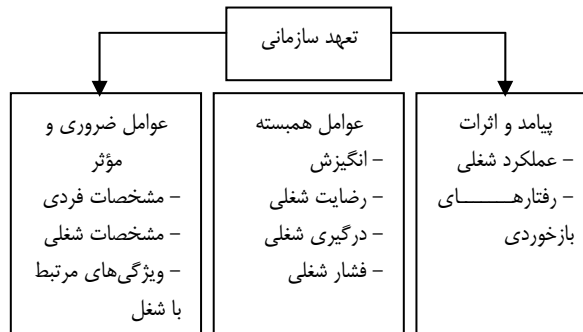 تعهد سازمانی
پیامد و اثرات
- عملکرد شغلی
- رفتارهـــــــای
بازخوردی
عوامل همبسته
- انگیزش
- رضایت شغلی
- درگیری شغلی
- فشار شغلی
عوامل ضروری و
مؤثر
- مشخصات فردی
- مشخصات شغلی
- ویژگی‌های مرتبط
با شغل